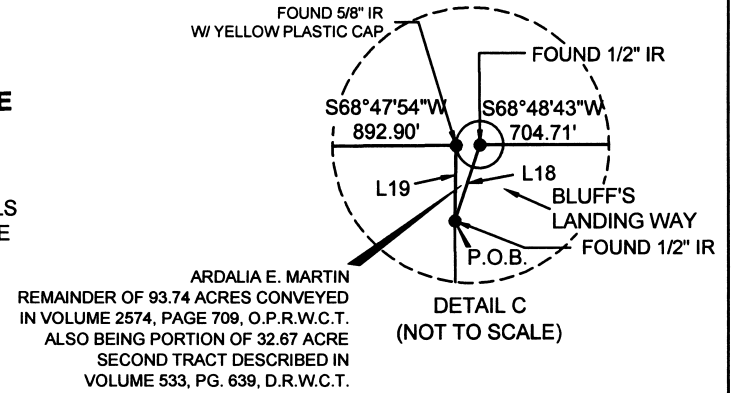 FOUND 5/8" IR
W/ YELLOW PLASTIC CAP
FOUND 1/2" IR
S68°47'54"W
892.90'
S68°48'43"W
704.71'
L19
L18
BLUFF'S
LANDING WAY
P.O.B.
FOUND 1/2" IR
ARDALIA E. MARTIN
REMAINDER OF 93.74 ACRES CONVEYED
IN VOLUME 2574, PAGE 709, O.P.R.W.C.T.
ALSO BEING PORTION OF 32.67 ACRE
SECOND TRACT DESCRIBED IN
VOLUME 533, PG. 639, D.R.W.C.T.
DETAIL C
(NOT TO SCALE)
E
LS
E